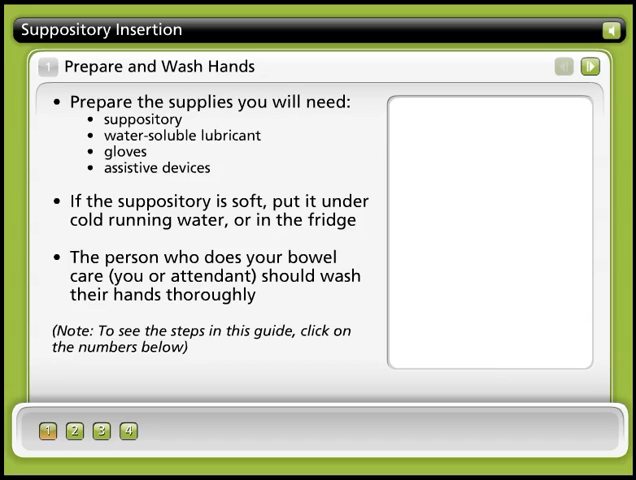 Suppository Insertion
1 Prepare and Wash Hands
• Prepare the supplies you will need:
• suppository
• water-soluble lubricant
• gloves
• assistive devices
• If the suppository is soft, put it under
cold running water, or in the fridge
• The person who does your bowel
care (you or attendant) should wash
their hands thoroughly
(Note: To see the steps in this guide, click on
the numbers below)
1 2 3 4